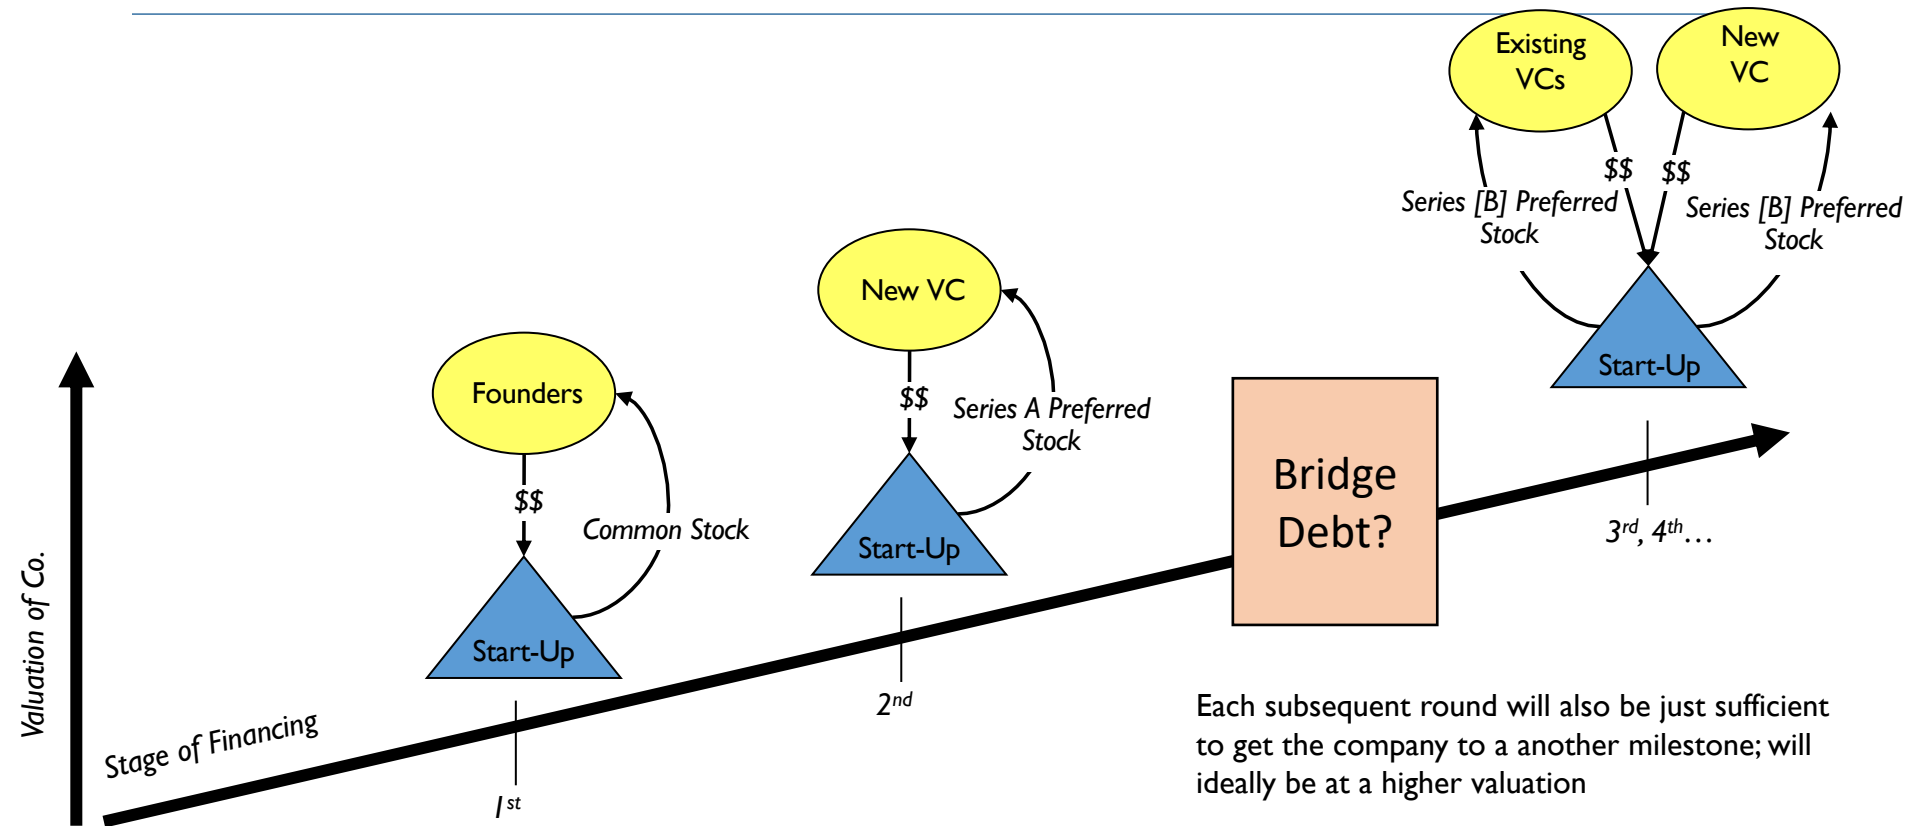 Existing
VCs
New
VC
$$
$$
Series [B] Preferred
Stock
Series [B] Preferred
Stock
Start-Up
New VC
$$
Series A Preferred
Stock
Start-Up
Founders
$$
Common Stock
Start-Up
Bridge
Debt?
Valuation of Co.
Stage of Financing
1st
2nd
3rd, 4th…
Each subsequent round will also be just sufficient
to get the company to a another milestone; will
ideally be at a higher valuation